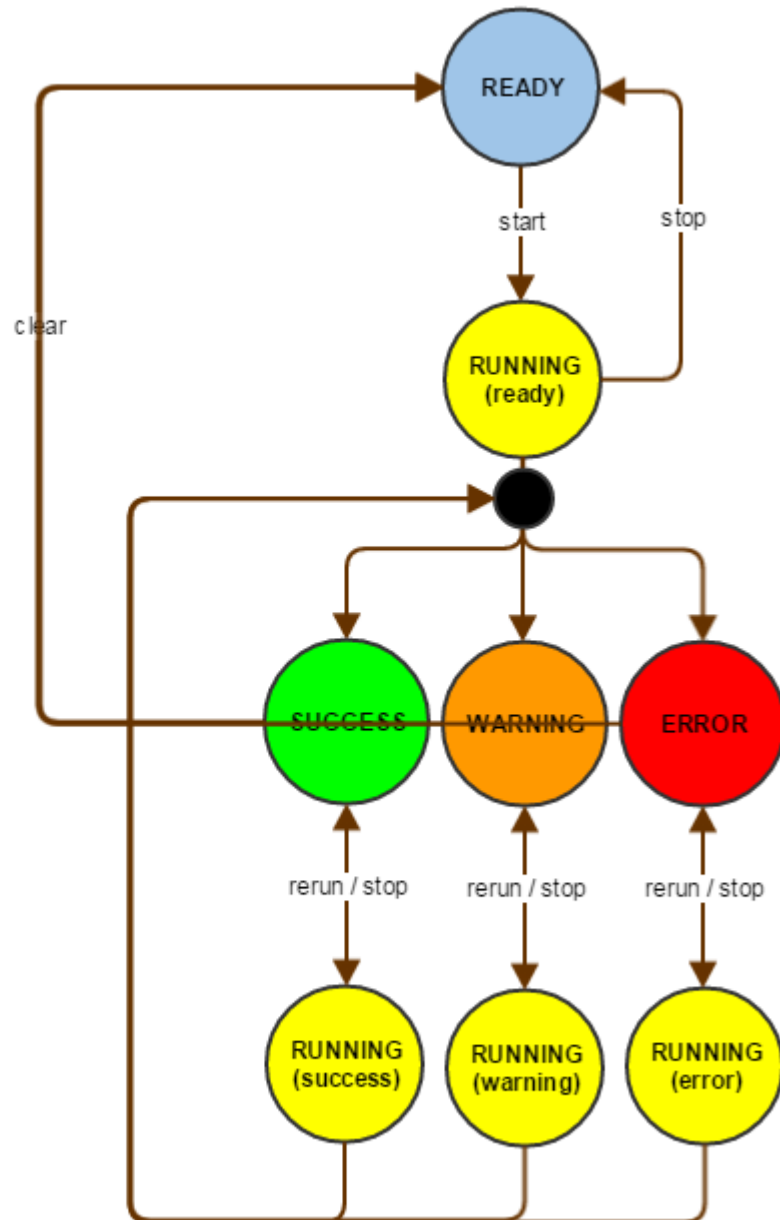 READY
start
stop
clear
RUNNING
(ready)
SUCCESS
WARNING
ERROR
rerun / stop
rerun / stop
rerun / stop
RUNNING
(success)
RUNNING
(warning)
RUNNING
(error)